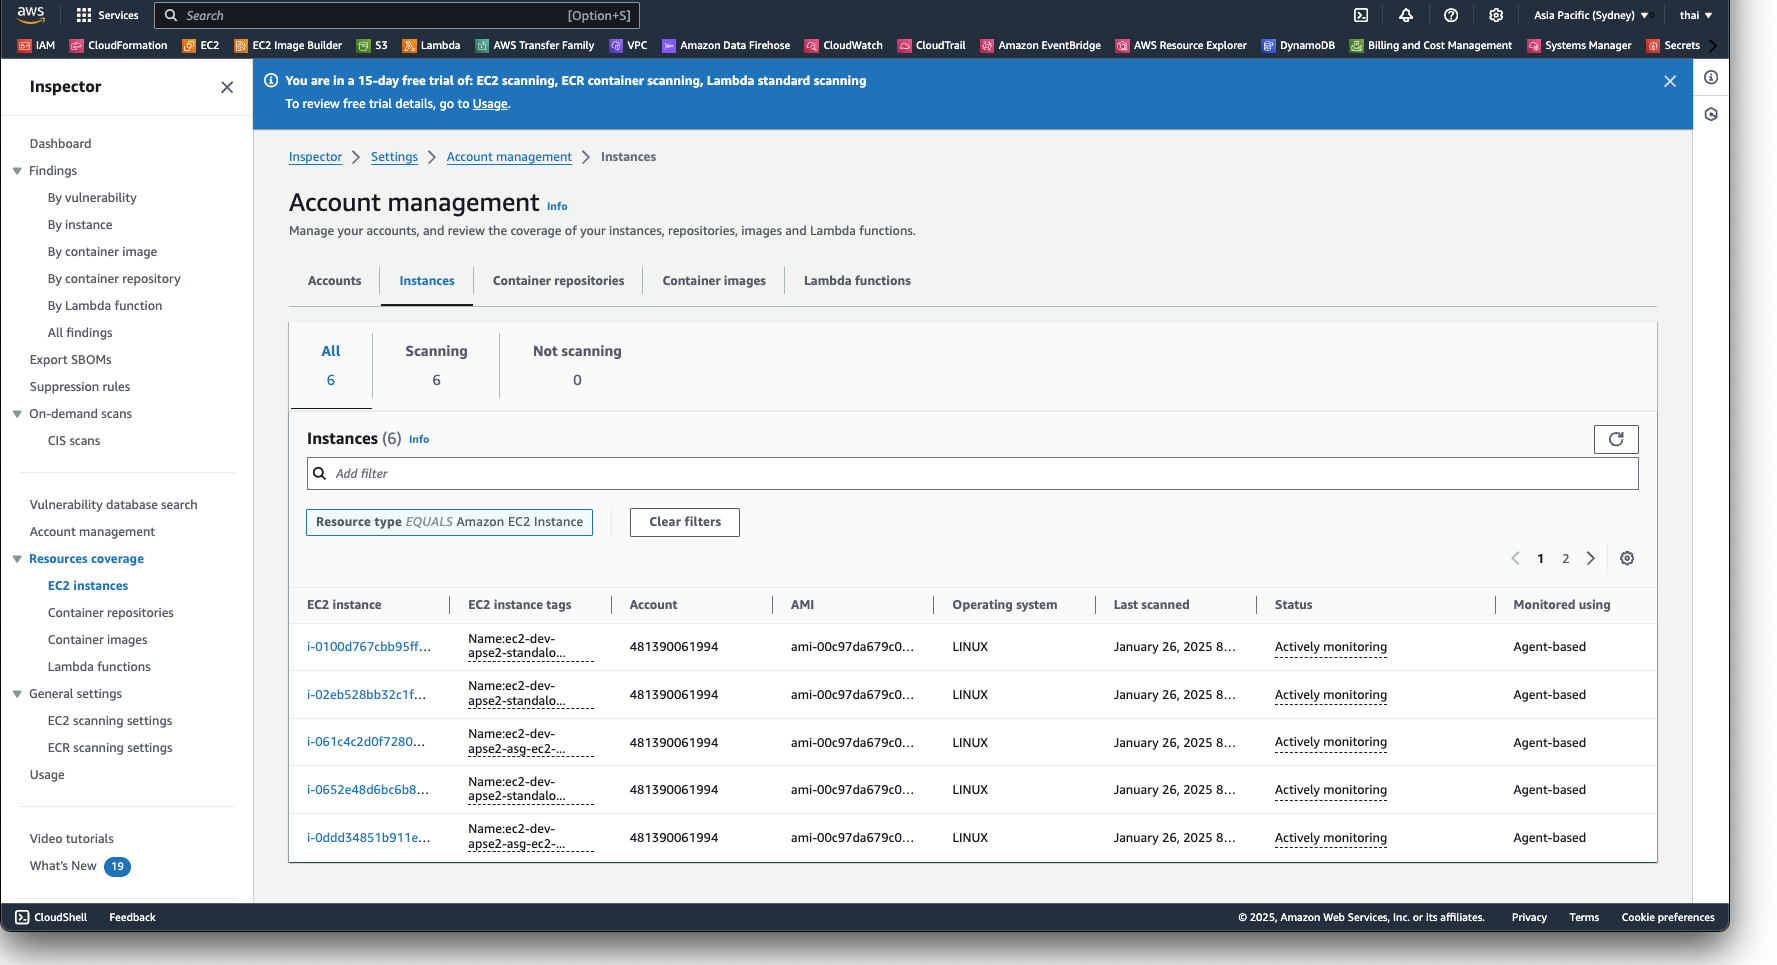 aws
Services
Search
[Option+S]
Asia Pacific (Sydney)
thai
IAM
CloudFormation
EC2
EC2 Image Builder
S3
Lambda
AWS Transfer Family
VPC
Amazon Data Firehose
CloudWatch
CloudTrail
Amazon EventBridge
AWS Resource Explorer
DynamoDB
Billing and Cost Management
Systems Manager
Secrets
Inspector
Dashboard
Findings
By vulnerability
By instance
By container image
By container repository
By Lambda function
All findings
Export SBOMs
Suppression rules
On-demand scans
CIS scans
Vulnerability database search
Account management
Resources coverage
EC2 instances
Container repositories
Container images
Lambda functions
General settings
EC2 scanning settings
ECR scanning settings
Usage
Video tutorials
What's New 19
You are in a 15-day free trial of: EC2 scanning, ECR container scanning, Lambda standard scanning
To review free trial details, go to Usage.
Inspector
Settings
Account management
Instances
Account management Info
Manage your accounts, and review the coverage of your instances, repositories, images and Lambda functions.
Accounts
Instances
Container repositories
Container images
Lambda functions
All
6
Scanning
6
Not scanning
0
Instances (6) Info
Add filter
Resource type EQUALS Amazon EC2 Instance
Clear filters
1
2
EC2 instance
EC2 instance tags
Account
AMI
Operating system
Last scanned
Status
Monitored using
i-0100d767cbb95ff...
Name:ec2-dev-
apse2-standalo...
481390061994
ami-00c97da679c0...
LINUX
January 26, 2025 8...
Actively monitoring
Agent-based
i-02eb528bb32c1f...
Name:ec2-dev-
apse2-standalo...
481390061994
ami-00c97da679c0...
LINUX
January 26, 2025 8...
Actively monitoring
Agent-based
i-061c4c2d0f7280...
Name:ec2-dev-
apse2-asg-ec2-...
481390061994
ami-00c97da679c0...
LINUX
January 26, 2025 8...
Actively monitoring
Agent-based
i-0652e48d6bc6b8...
Name:ec2-dev-
apse2-standalo...
481390061994
ami-00c97da679c0...
LINUX
January 26, 2025 8...
Actively monitoring
Agent-based
i-0ddd34851b911e...
Name:ec2-dev-
apse2-asg-ec2-...
481390061994
ami-00c97da679c0...
LINUX
January 26, 2025 8...
Actively monitoring
Agent-based
CloudShell
Feedback
© 2025, Amazon Web Services, Inc. or its affiliates.
Privacy
Terms
Cookie preferences